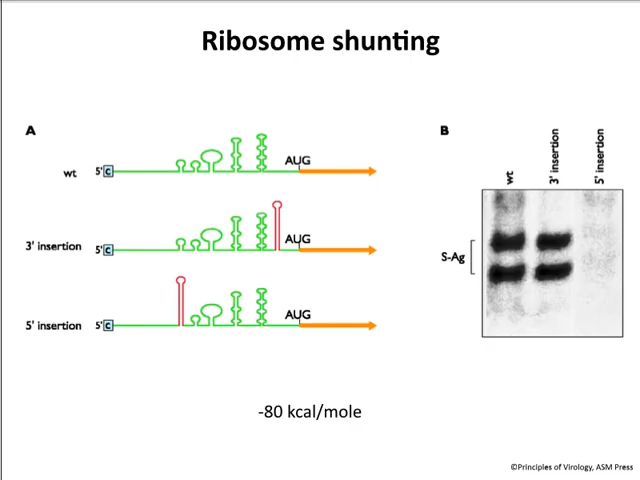 Ribosome shunting
A
wt
5' C
AUG
3' insertion
5' C
AUG
5' insertion
5' C
AUG
B
wt
3' insertion
5' insertion
S-Ag
-80 kcal/mole
©Principles of Virology, ASM Press